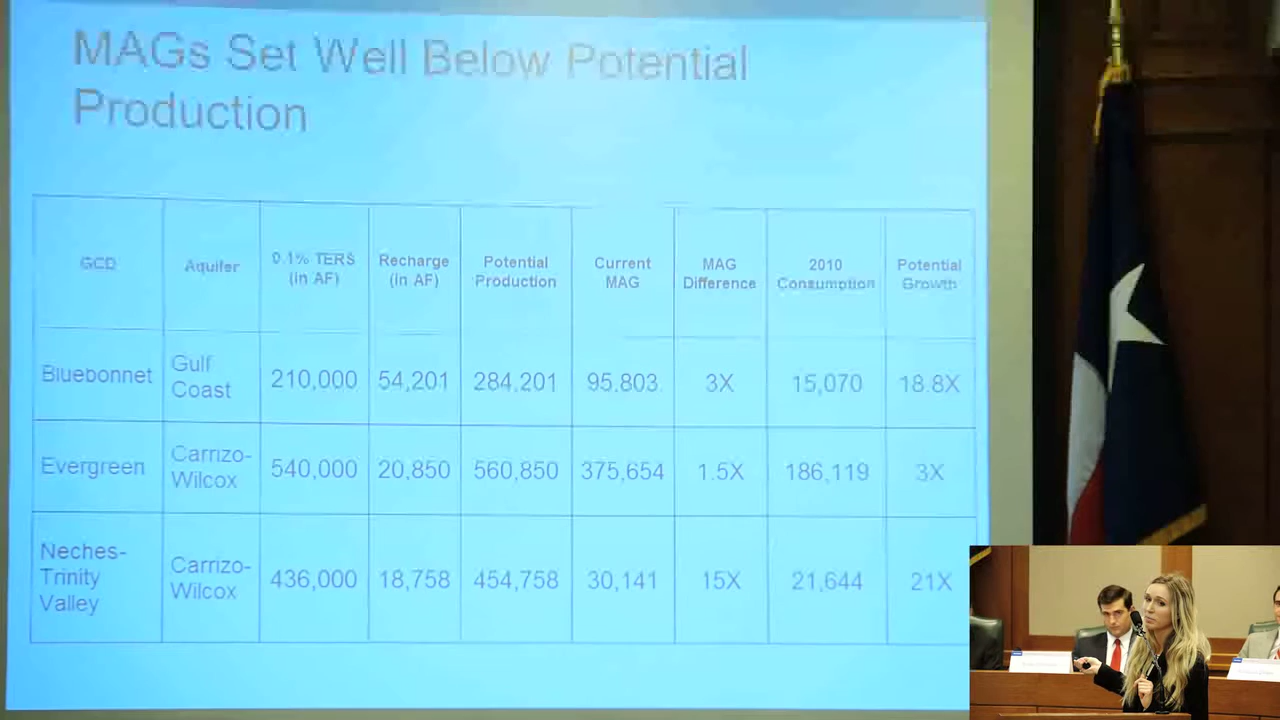 MAGs Set Well Below Potential
Production
GCD
Aquifer
0.1% TERS
(in AF)
Recharge
(in AF)
Potential
Production
Current
MAG
MAG
Difference
2010
Consumption
Potential
Growth
Bluebonnet
Gulf
Coast
210,000
54,201
284,201
95,803
3X
15,070
18.8X
Evergreen
Carrizo-
Wilcox
540,000
20,850
560,850
375,654
1.5X
186,119
3X
Neches-
Trinity
Valley
Carrizo-
Wilcox
436,000
18,758
454,758
30,141
15X
21,644
21X